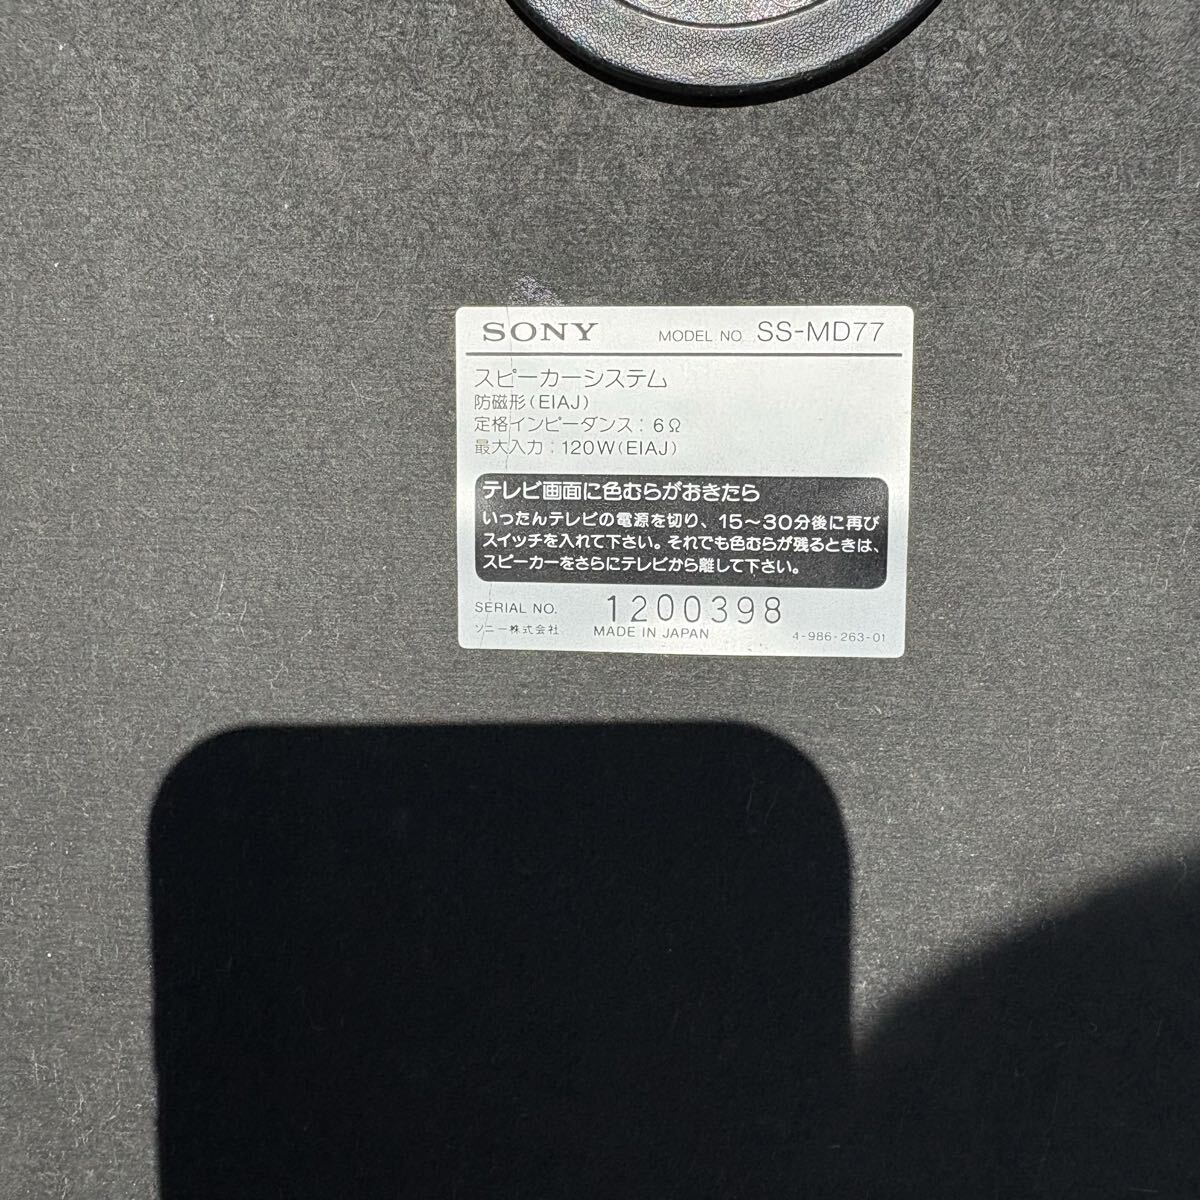 SONY MODEL NO. SS-MD77
スピーカーシステム
防磁形(EIAJ)
定格インピーダンス：6Ω
最大入力：120W(EIAJ)
テレビ画面に色むらがおきたら
いったんテレビの電源を切り、15〜30分後に再び
スイッチを入れて下さい。それでも色むらが残るときは、
スピーカーをさらにテレビから離して下さい。
SERIAL NO. 1200398
ソニー株式会社 MADE IN JAPAN 4-986-263-01